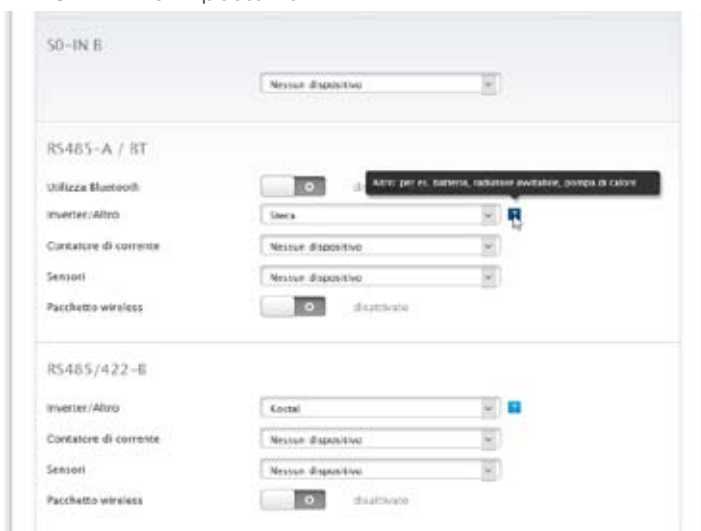 S0-IN B
Nessun dispositivo
RS485-A / BT
Utilizza Bluetooth
Altro: per es. batteria, radiatore avvitabile, pompa di calore
Inverter/Altro Steca
Contatore di corrente Nessun dispositivo
Sensori Nessun dispositivo
Pacchetto wireless disattivato
RS485/422-B
Inverter/Altro Kostal
Contatore di corrente Nessun dispositivo
Sensori Nessun dispositivo
Pacchetto wireless disattivato